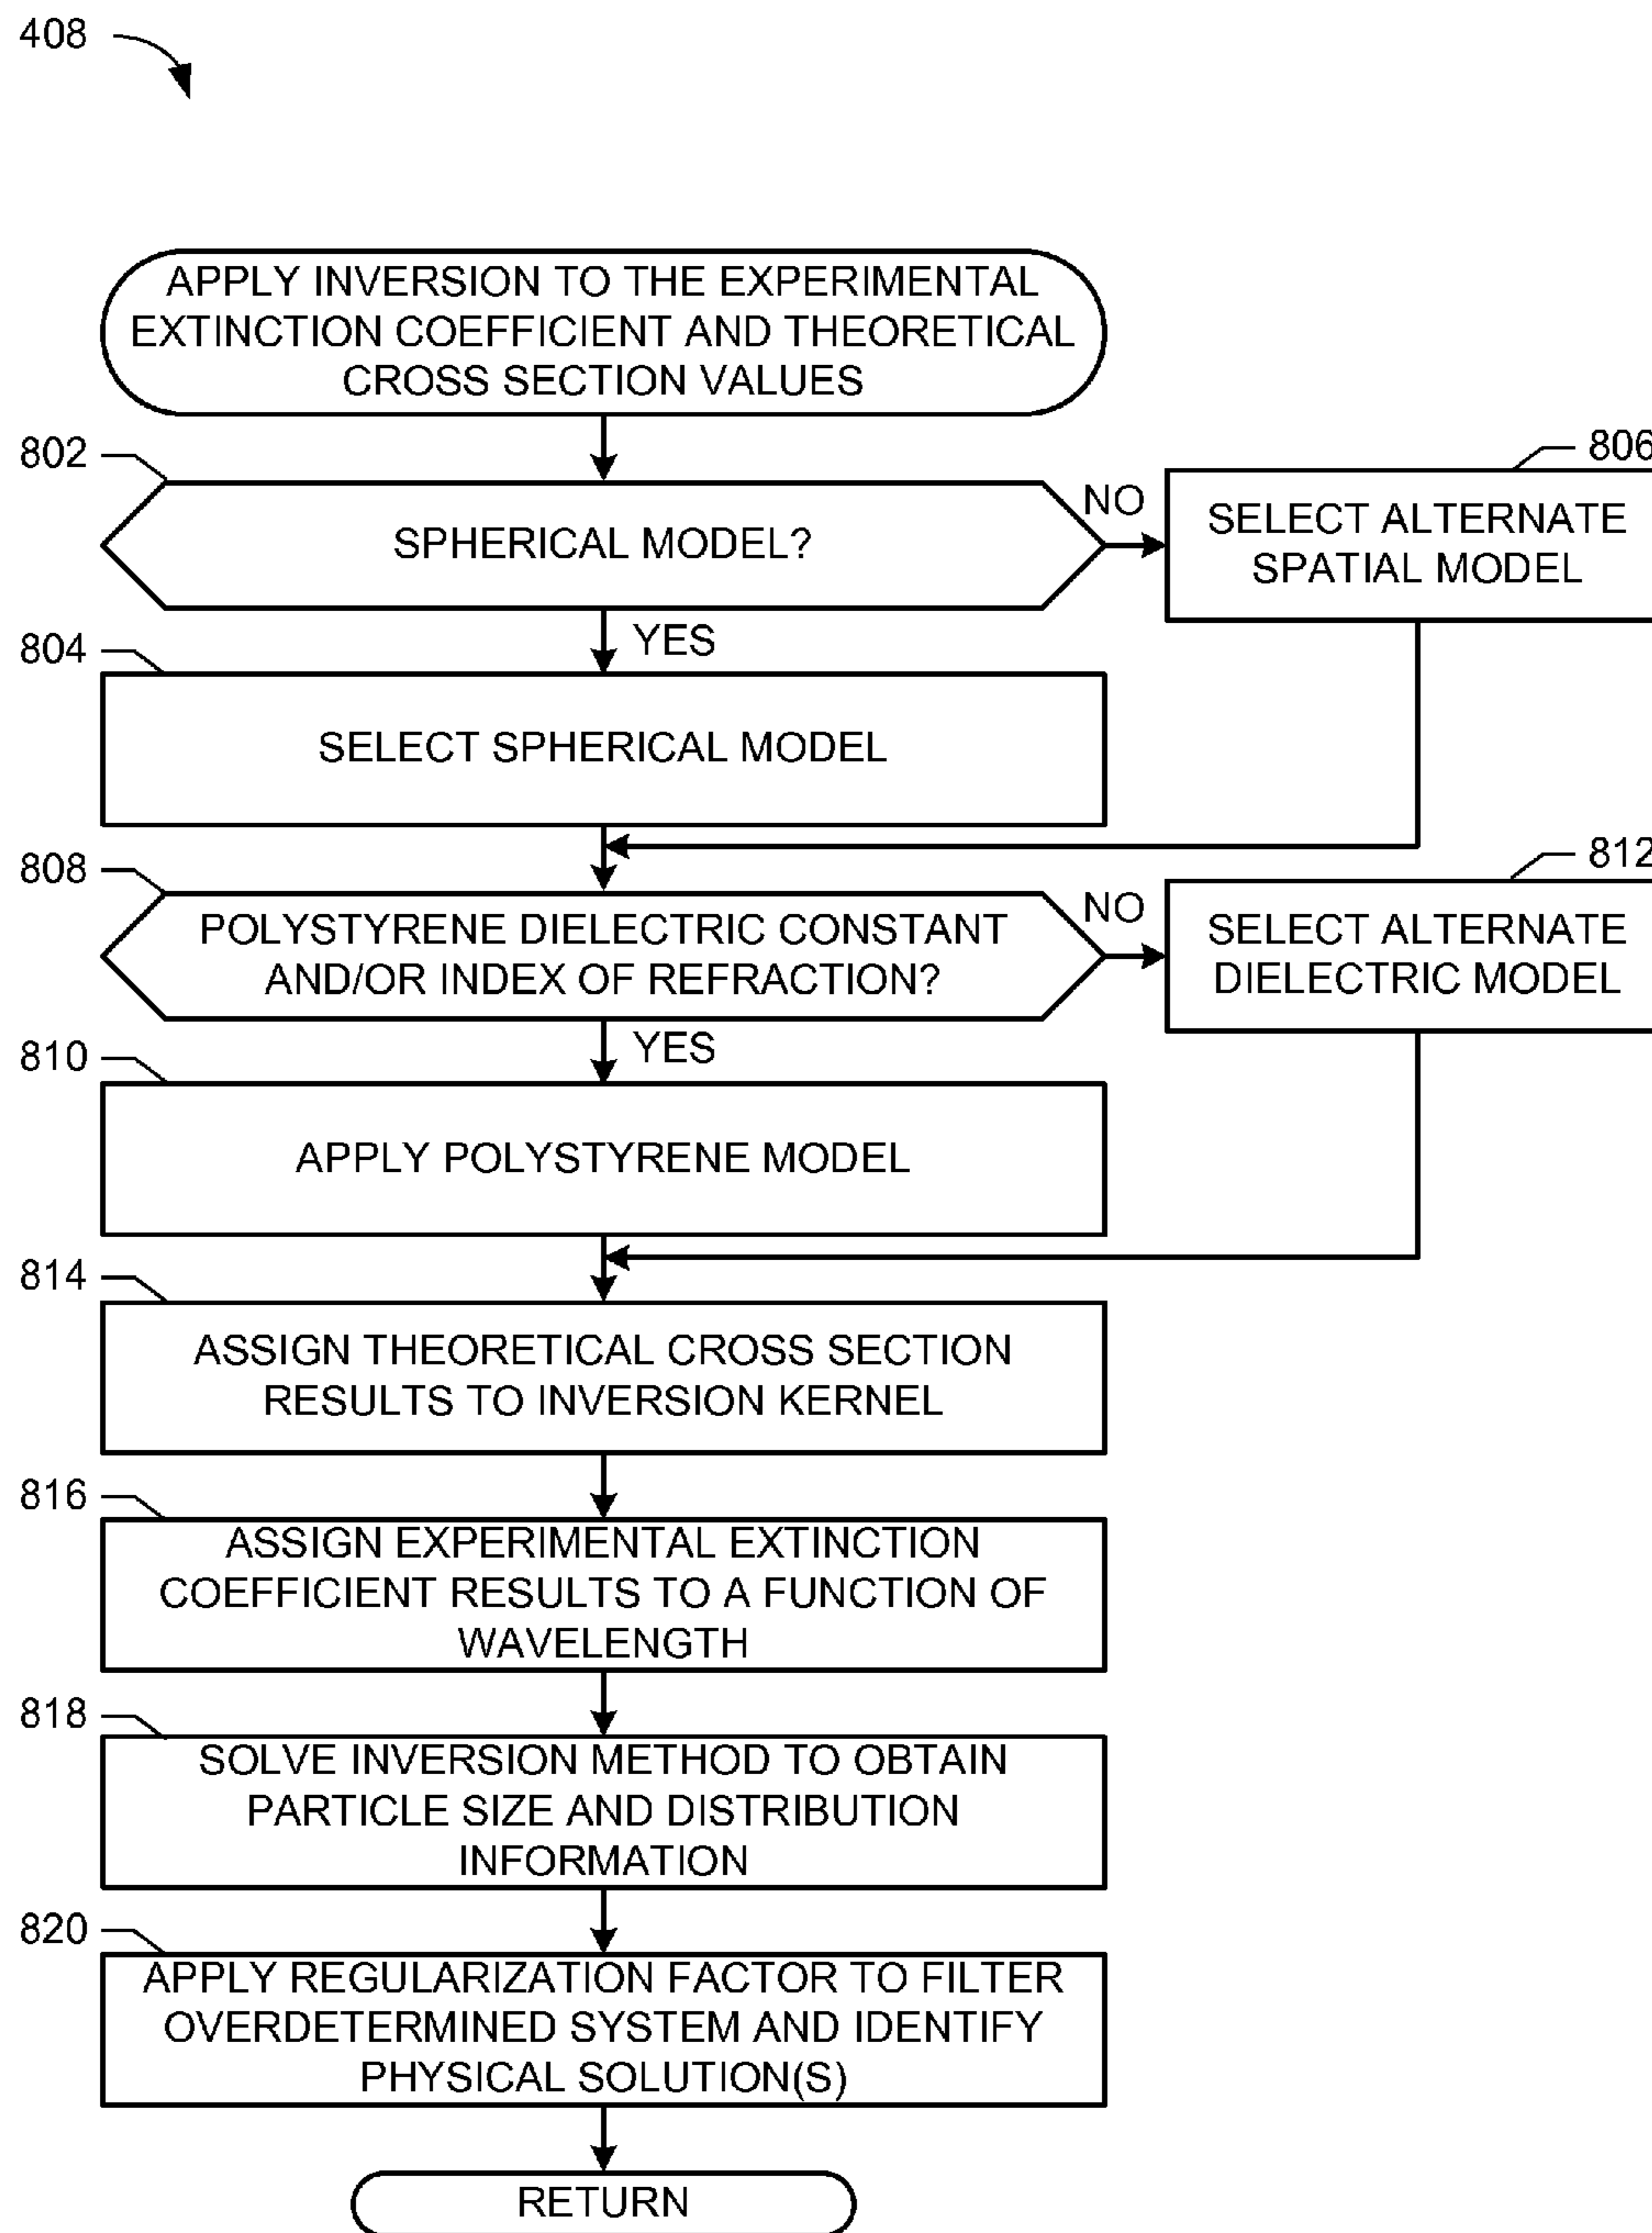 408
APPLY INVERSION TO THE EXPERIMENTAL
EXTINCTION COEFFICIENT AND THEORETICAL
CROSS SECTION VALUES
802
SPHERICAL MODEL?
NO
806
SELECT ALTERNATE
SPATIAL MODEL
YES
804
SELECT SPHERICAL MODEL
808
POLYSTYRENE DIELECTRIC CONSTANT
AND/OR INDEX OF REFRACTION?
NO
812
SELECT ALTERNATE
DIELECTRIC MODEL
YES
810
APPLY POLYSTYRENE MODEL
814
ASSIGN THEORETICAL CROSS SECTION
RESULTS TO INVERSION KERNEL
816
ASSIGN EXPERIMENTAL EXTINCTION
COEFFICIENT RESULTS TO A FUNCTION OF
WAVELENGTH
818
SOLVE INVERSION METHOD TO OBTAIN
PARTICLE SIZE AND DISTRIBUTION
INFORMATION
820
APPLY REGULARIZATION FACTOR TO FILTER
OVERDETERMINED SYSTEM AND IDENTIFY
PHYSICAL SOLUTION(S)
RETURN